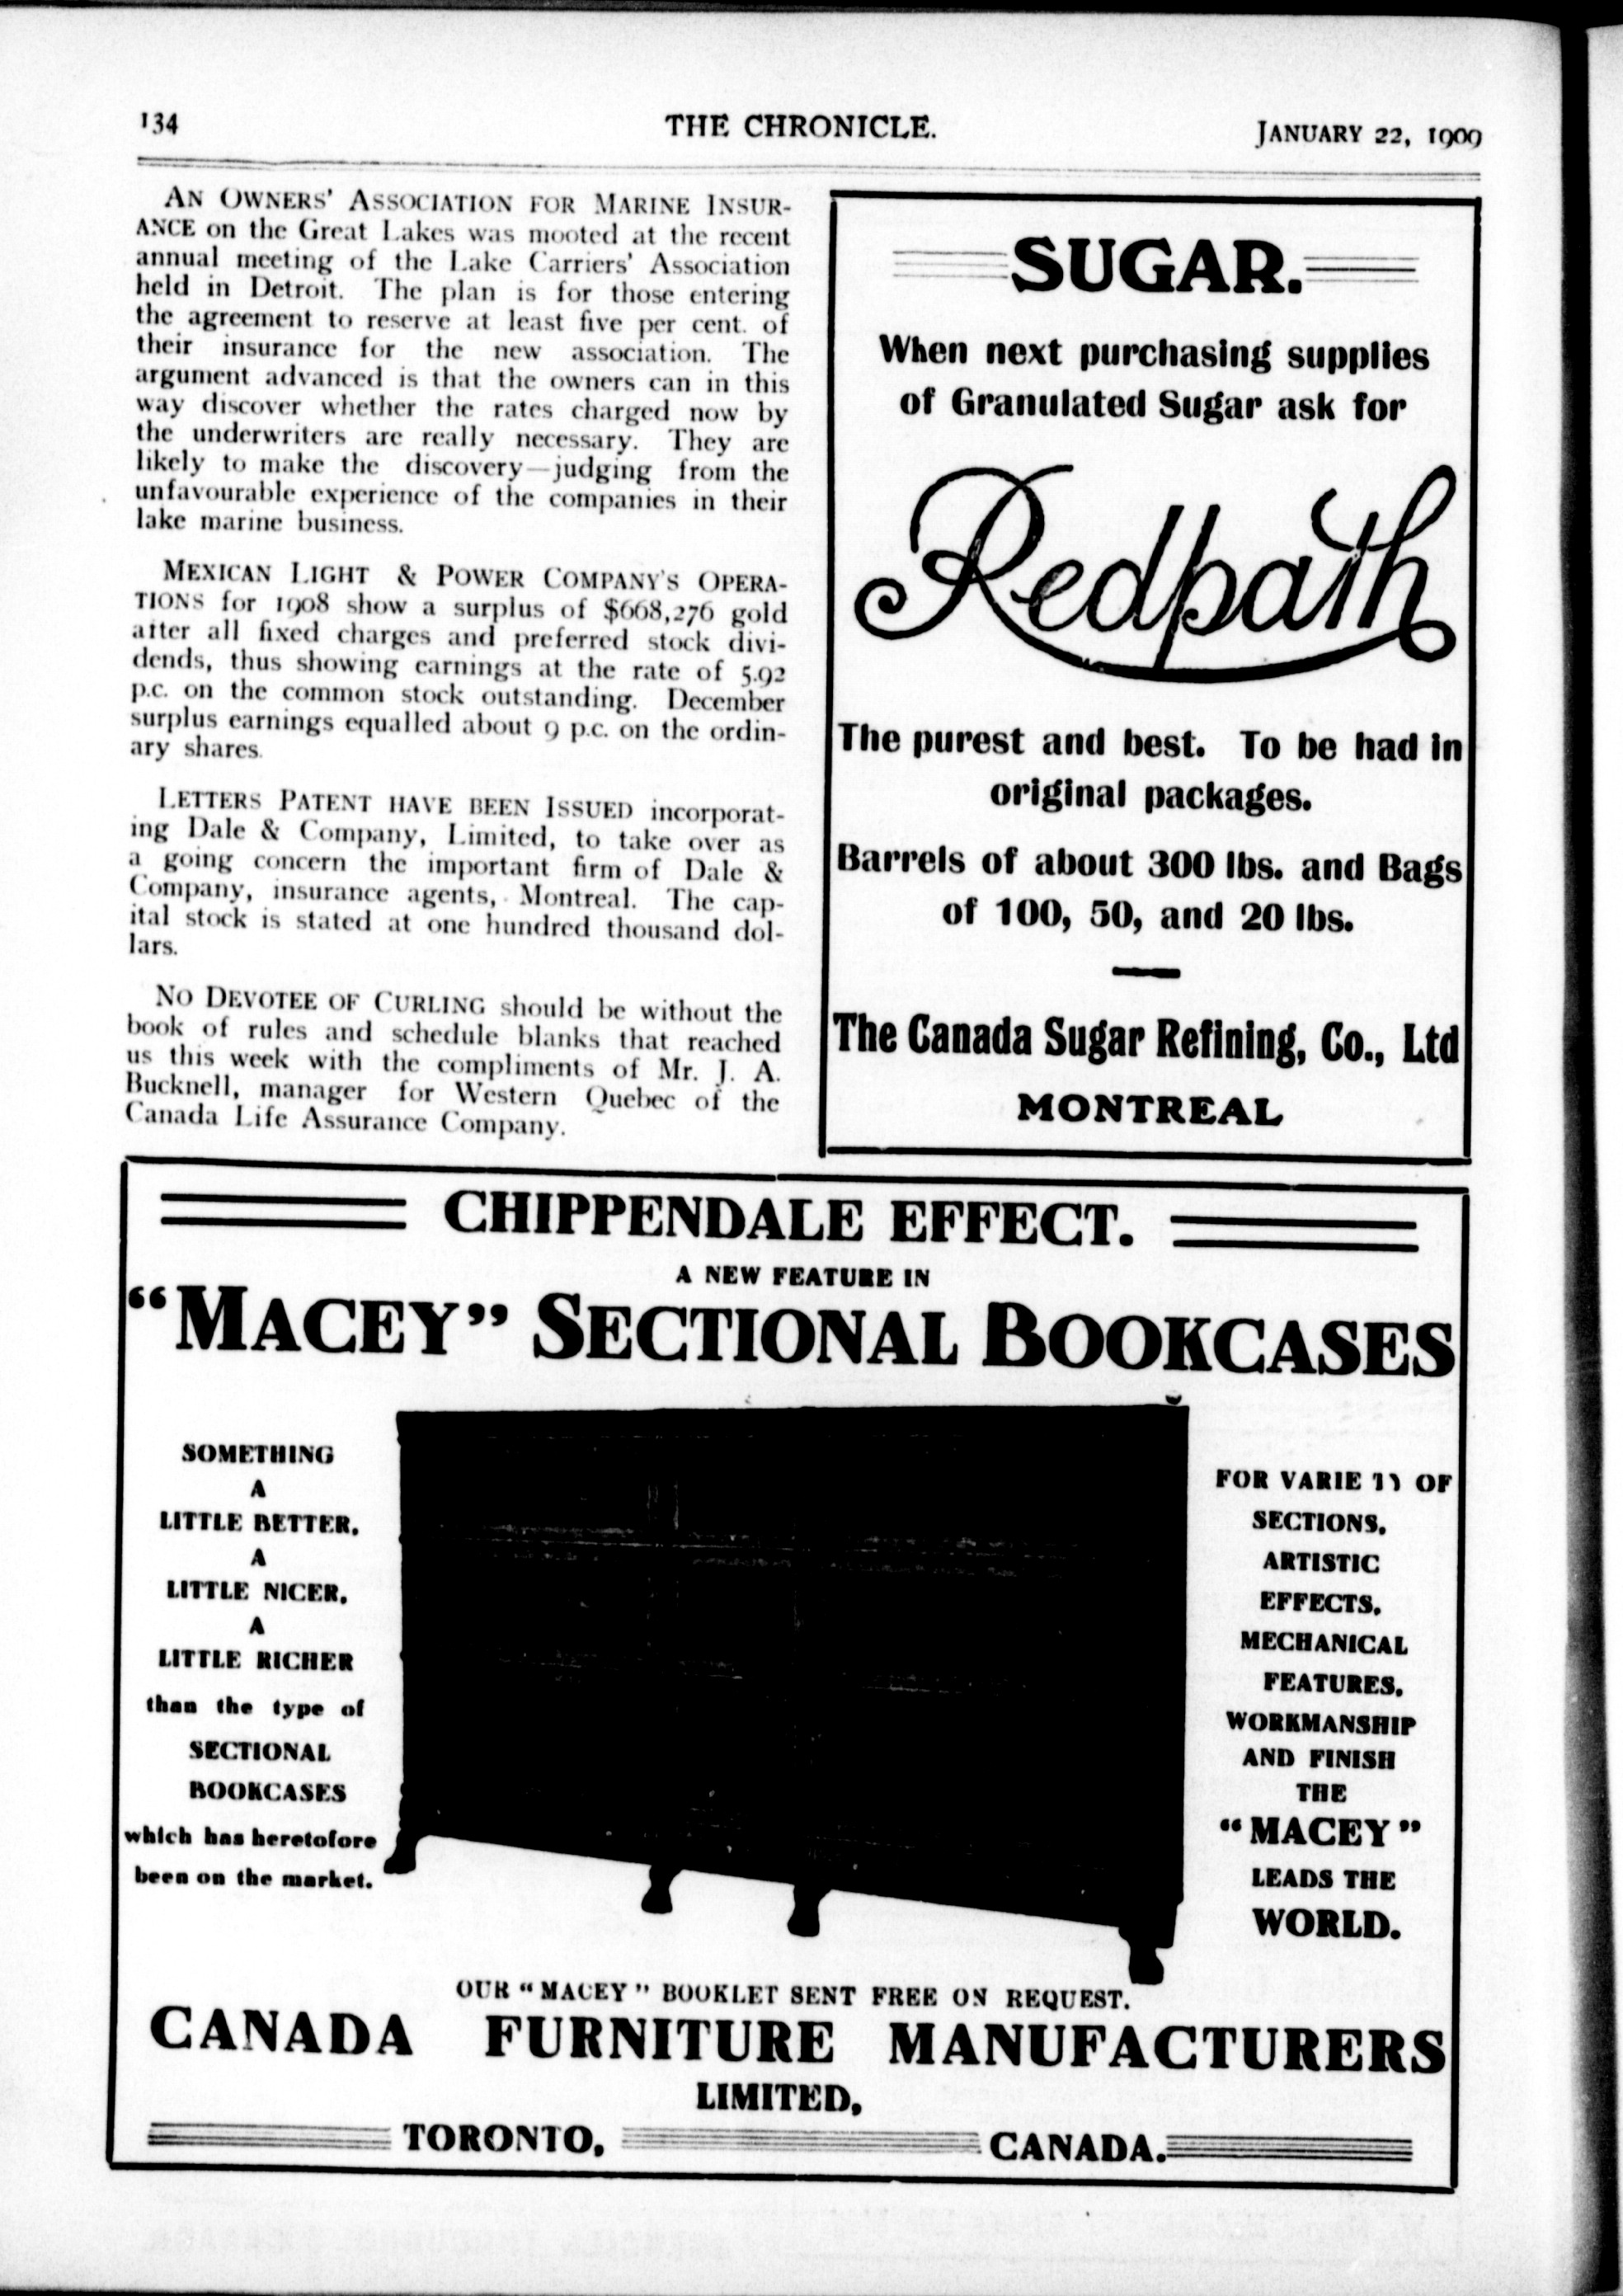 134
THE CHRONICLE.
JANUARY 22, 1909
AN OWNERS' ASSOCIATION FOR MARINE INSUR-
ANCE on the Great Lakes was mooted at the recent
annual meeting of the Lake Carriers' Association
held in Detroit. The plan is for those entering
the agreement to reserve at least five per cent. of
their insurance for the new association. The
argument advanced is that the owners can in this
way discover whether the rates charged now by
the underwriters are really necessary. They are
likely to make the discovery—judging from the
unfavourable experience of the companies in their
lake marine business.
MEXICAN LIGHT & POWER COMPANY'S OPERA-
TIONS for 1908 show a surplus of $668,276 gold
after all fixed charges and preferred stock divi-
dends, thus showing earnings at the rate of 5.92
p.c. on the common stock outstanding. December
surplus earnings equalled about 9 p.c. on the ordin-
ary shares.
LETTERS PATENT HAVE BEEN ISSUED incorporat-
ing Dale & Company, Limited, to take over as
a going concern the important firm of Dale &
Company, insurance agents, Montreal. The cap-
ital stock is stated at one hundred thousand dol-
lars.
NO DEVOTEE OF CURLING should be without the
book of rules and schedule blanks that reached
us this week with the compliments of Mr. J. A.
Bucknell, manager for Western Quebec of the
Canada Life Assurance Company.
SUGAR.
When next purchasing supplies
of Granulated Sugar ask for
Redpath
The purest and best. To be had in
original packages.
Barrels of about 300 lbs. and Bags
of 100, 50, and 20 lbs.
The Canada Sugar Refining, Co., Ltd
MONTREAL
CHIPPENDALE EFFECT.
A NEW FEATURE IN
“MACEY” SECTIONAL BOOKCASES
SOMETHING
A
LITTLE BETTER,
A
LITTLE NICER,
A
LITTLE RICHER
than the type of
SECTIONAL
BOOKCASES
which has heretofore
been on the market.
FOR VARIETY OF
SECTIONS,
ARTISTIC
EFFECTS,
MECHANICAL
FEATURES,
WORKMANSHIP
AND FINISH
THE
“MACEY”
LEADS THE
WORLD.
OUR “MACEY” BOOKLET SENT FREE ON REQUEST.
CANADA FURNITURE MANUFACTURERS
LIMITED,
TORONTO, CANADA.